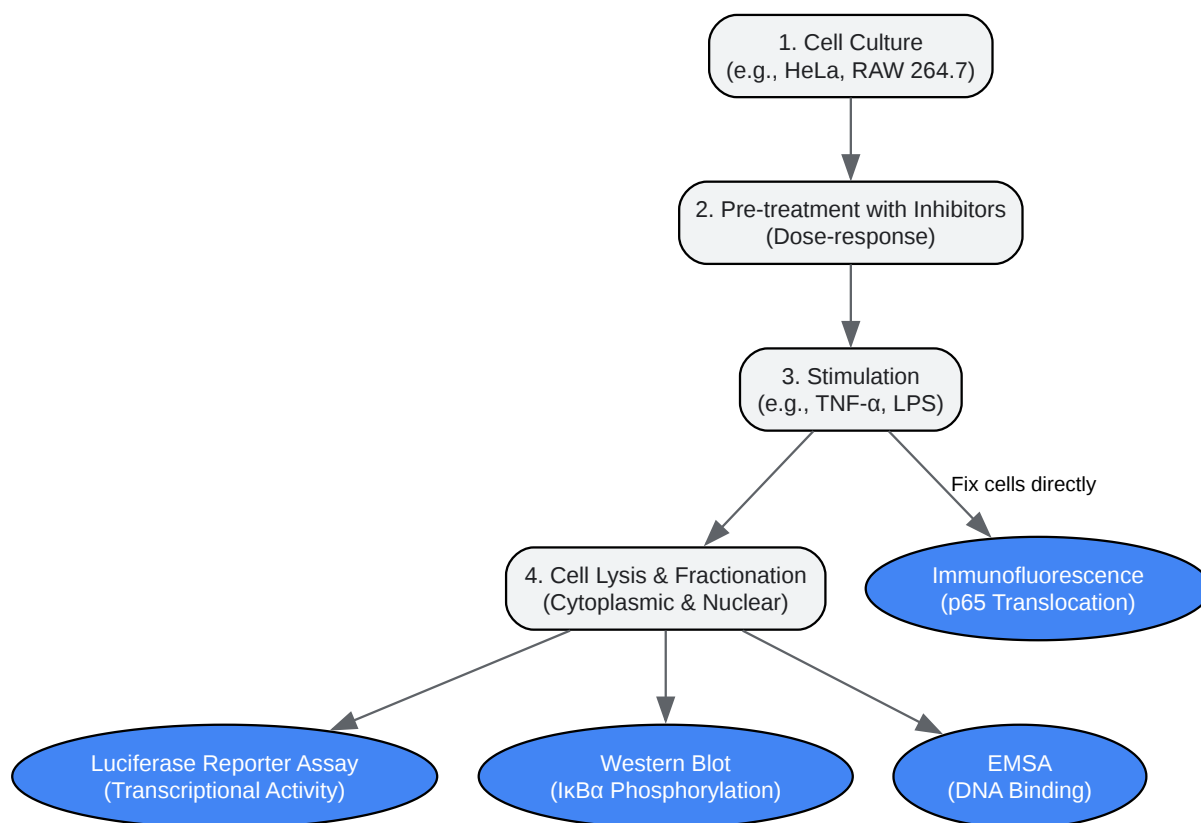 1. Cell Culture
(e.g., HeLa, RAW 264.7)
2. Pre-treatment with Inhibitors
(Dose-response)
3. Stimulation
(e.g., TNF-α, LPS)
Fix cells directly
4. Cell Lysis & Fractionation
(Cytoplasmic & Nuclear)
Immunofluorescence
(p65 Translocation)
Luciferase Reporter Assay
(Transcriptional Activity)
Western Blot
(IκBα Phosphorylation)
EMSA
(DNA Binding)